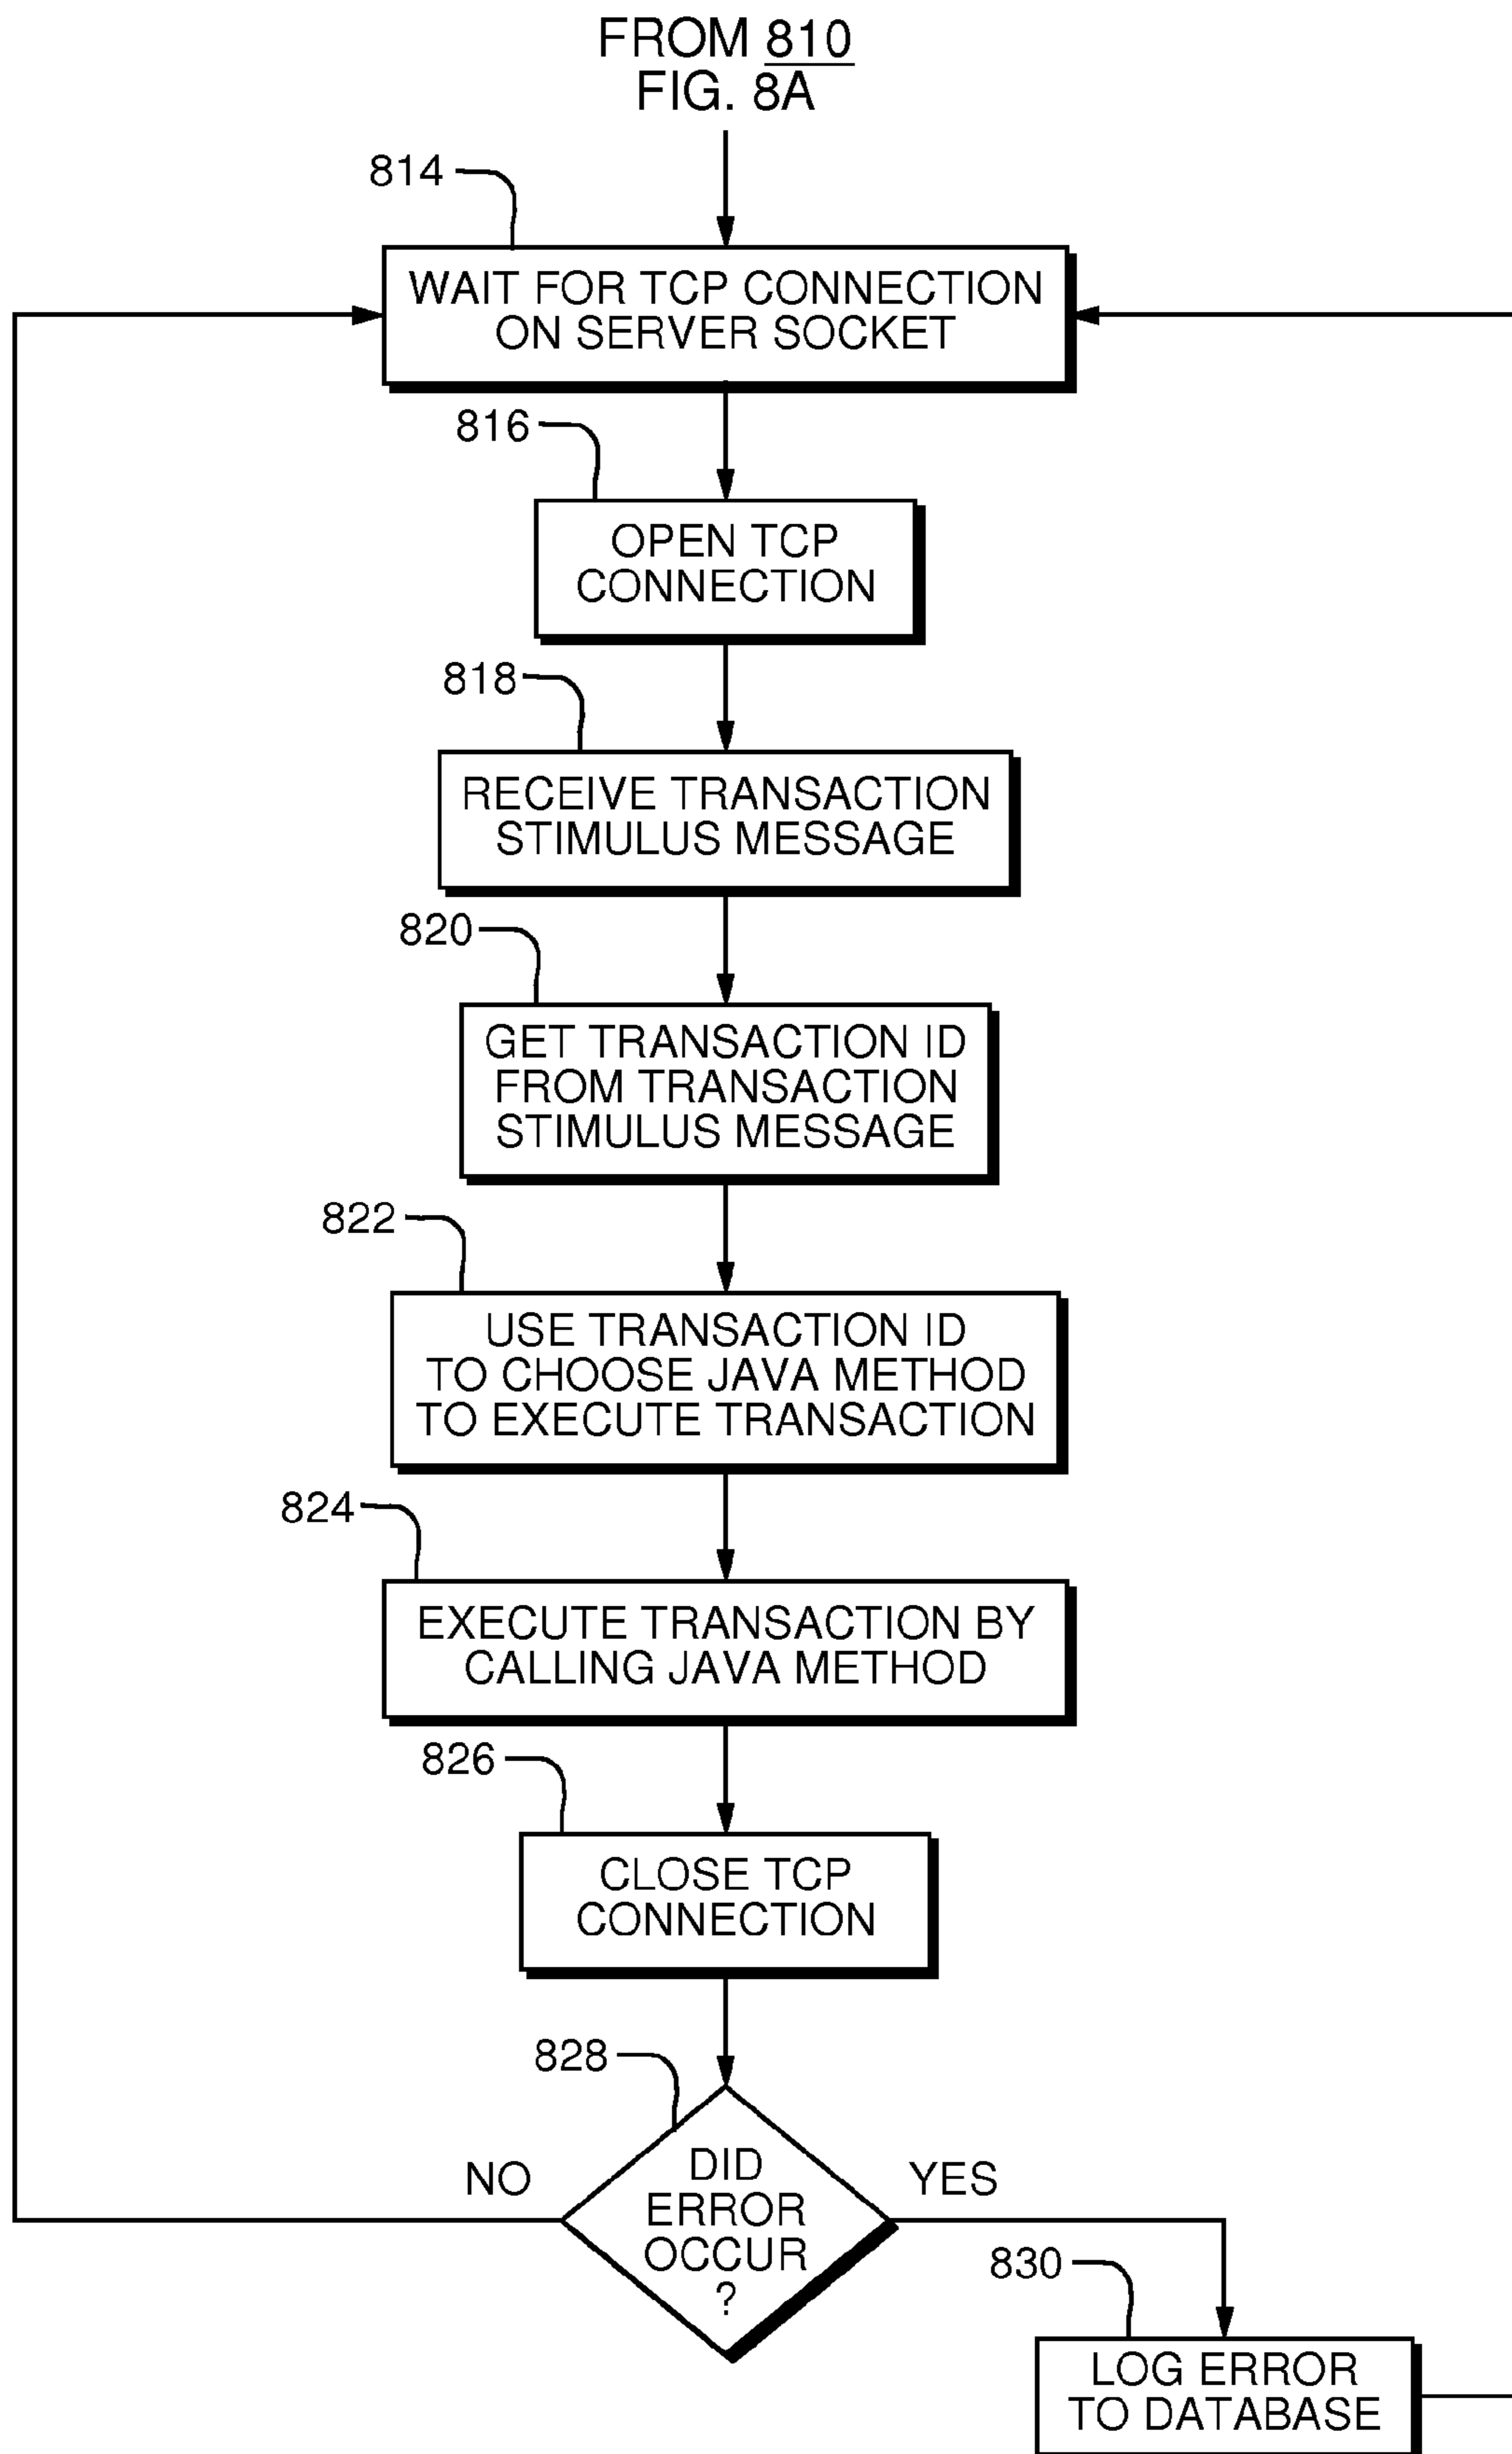 FROM 810
FIG. 8A
814
WAIT FOR TCP CONNECTION
ON SERVER SOCKET
816
OPEN TCP
CONNECTION
818
RECEIVE TRANSACTION
STIMULUS MESSAGE
820
GET TRANSACTION ID
FROM TRANSACTION
STIMULUS MESSAGE
822
USE TRANSACTION ID
TO CHOOSE JAVA METHOD
TO EXECUTE TRANSACTION
824
EXECUTE TRANSACTION BY
CALLING JAVA METHOD
826
CLOSE TCP
CONNECTION
828
DID
ERROR
OCCUR
?
NO
YES
830
LOG ERROR
TO DATABASE